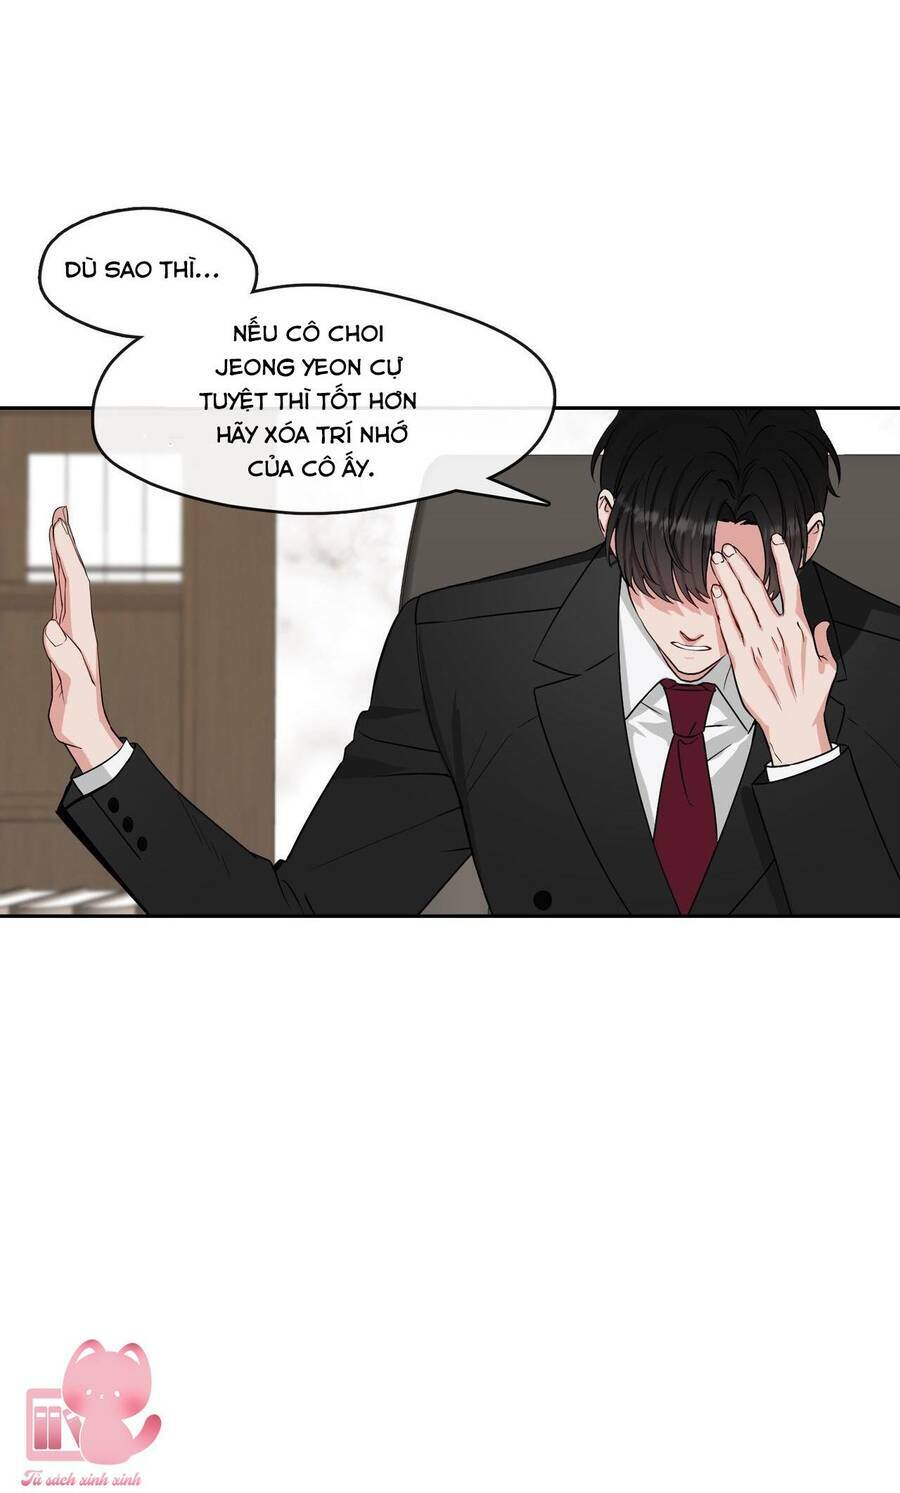 DÙ SAO THÌ...
NẾU CÔ CHOI
JEONG YEON CỰ
TUYỆT THÌ TỐT HƠN
HÃY XÓA TRÍ NHỚ
CỦA CÔ ẤY.
Tủ sách xinh xinh